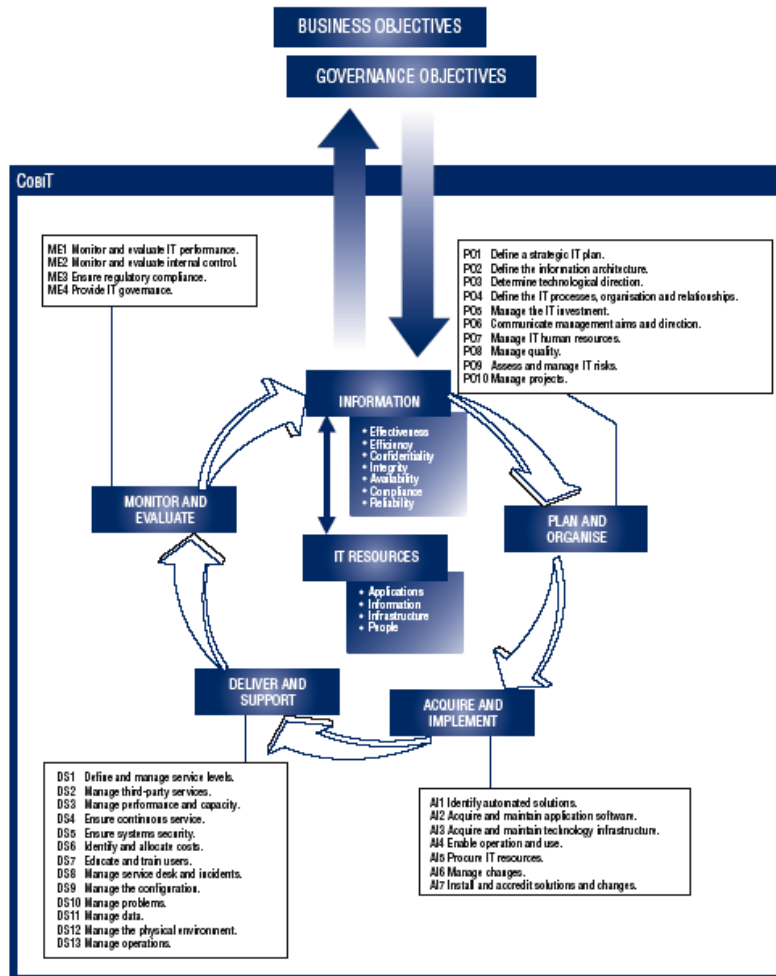 BUSINESS OBJECTIVES
GOVERNANCE OBJECTIVES
COBIT
ME1 Monitor and evaluate IT performance.
ME2 Monitor and evaluate internal control.
ME3 Ensure regulatory compliance.
ME4 Provide IT governance.
PO1 Define a strategic IT plan.
PO2 Define the information architecture.
PO3 Determine technological direction.
PO4 Define the IT processes, organisation and relationships.
PO5 Manage the IT investment.
PO6 Communicate management aims and direction.
PO7 Manage IT human resources.
PO8 Manage quality.
PO9 Assess and manage IT risks.
PO10 Manage projects.
INFORMATION
• Effectiveness
• Efficiency
• Confidentiality
• Integrity
• Availability
• Compliance
• Reliability
MONITOR AND
EVALUATE
PLAN AND
ORGANISE
IT RESOURCES
• Applications
• Information
• Infrastructure
• People
DELIVER AND
SUPPORT
ACQUIRE AND
IMPLEMENT
DS1 Define and manage service levels.
DS2 Manage third-party services.
DS3 Manage performance and capacity.
DS4 Ensure continuous service.
DS5 Ensure systems security.
DS6 Identify and allocate costs.
DS7 Educate and train users.
DS8 Manage service desk and incidents.
DS9 Manage the configuration.
DS10 Manage problems.
DS11 Manage data.
DS12 Manage the physical environment.
DS13 Manage operations.
AI1 Identify automated solutions.
AI2 Acquire and maintain application software.
AI3 Acquire and maintain technology infrastructure.
AI4 Enable operation and use.
AI5 Procure IT resources.
AI6 Manage changes.
AI7 Install and accredit solutions and changes.